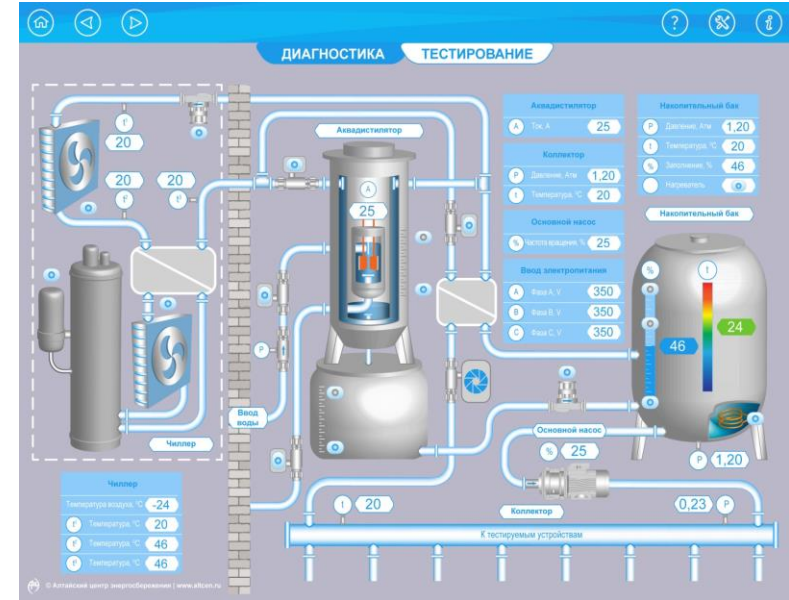 ДИАГНОСТИКА
ТЕСТИРОВАНИЕ
Аквадистилятор
A Ток, А 25
Коллектор
P Давление, Атм 1,20
t Температура, °С 20
Основной насос
% Частота вращения, % 25
Ввод электропитания
A Фаза А, V 350
B Фаза В, V 350
C Фаза С, V 350
Накопительный бак
P Давление, Атм 1,20
t Температура, °С 20
% Заполнение, % 46
Нагреватель
Накопительный бак
Аквадистилятор
A
25
20
20
20
% t
46
24
P 1,20
P
Ввод
воды
Чиллер
Основной насос
% 25
t 20
Коллектор
0,23 P
К тестируемым устройствам
Чиллер
Температура воздуха, °С -24
Температура, °С 20
Температура, °С 46
Температура, °С 46
© Алтайский центр энергосбережения | www.altcen.ru